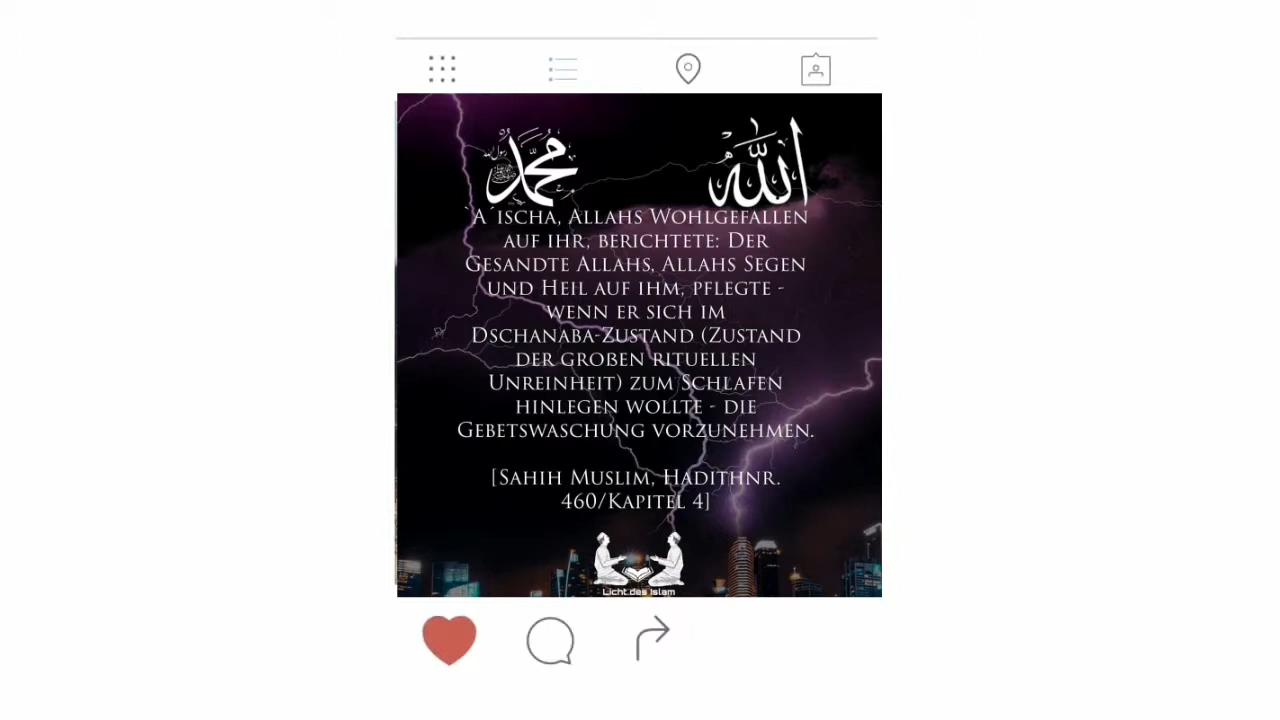 محمد
رسول الله
الله
`A´ischa, Allahs Wohlgefallen
auf ihr, berichtete: Der
Gesandte Allahs, Allahs Segen
und Heil auf ihm, pflegte -
wenn er sich im
Dschanaba-Zustand (Zustand
der großen rituellen
Unreinheit) zum Schlafen
hinlegen wollte - die
Gebetswaschung vorzunehmen.
[Sahih Muslim, Hadithnr.
460/Kapitel 4]
Licht.des Islam